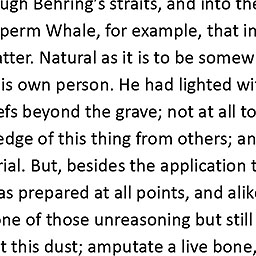 ugh Behring's straits, and into the
perm Whale, for example, that in
atter. Natural as it is to be somew
is own person. He had lighted wi
efs beyond the grave; not at all to
edge of this thing from others; an
rial. But, besides the application t
as prepared at all points, and alik
one of those unreasoning but still
t this dust; amputate a live bone,